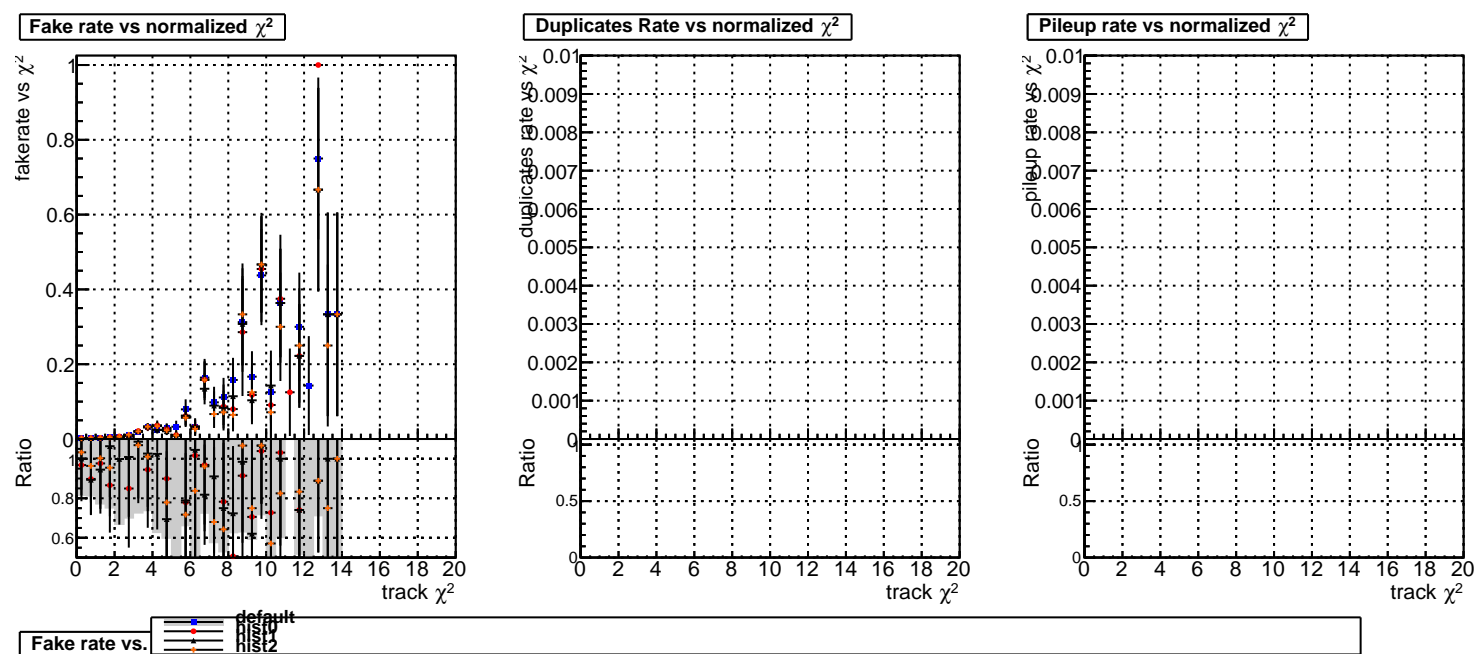 Fake rate vs normalized χ²
Duplicates Rate vs normalized χ²
Pileup rate vs normalized χ²
fakerate vs χ²
1
0.8
0.6
0.4
0.2
0
Ratio
1
0.8
0.6
0 2 4 6 8 10 12 14 16 18 20
track χ²
duplicates rate vs χ²
0.01
0.009
0.008
0.007
0.006
0.005
0.004
0.003
0.002
0.001
0
Ratio
1
0.5
0
0 2 4 6 8 10 12 14 16 18 20
track χ²
pileup rate vs χ²
0.01
0.009
0.008
0.007
0.006
0.005
0.004
0.003
0.002
0.001
0
Ratio
1
0.5
0
0 2 4 6 8 10 12 14 16 18 20
track χ²
default
hist0
hist1
hist2
Fake rate vs.